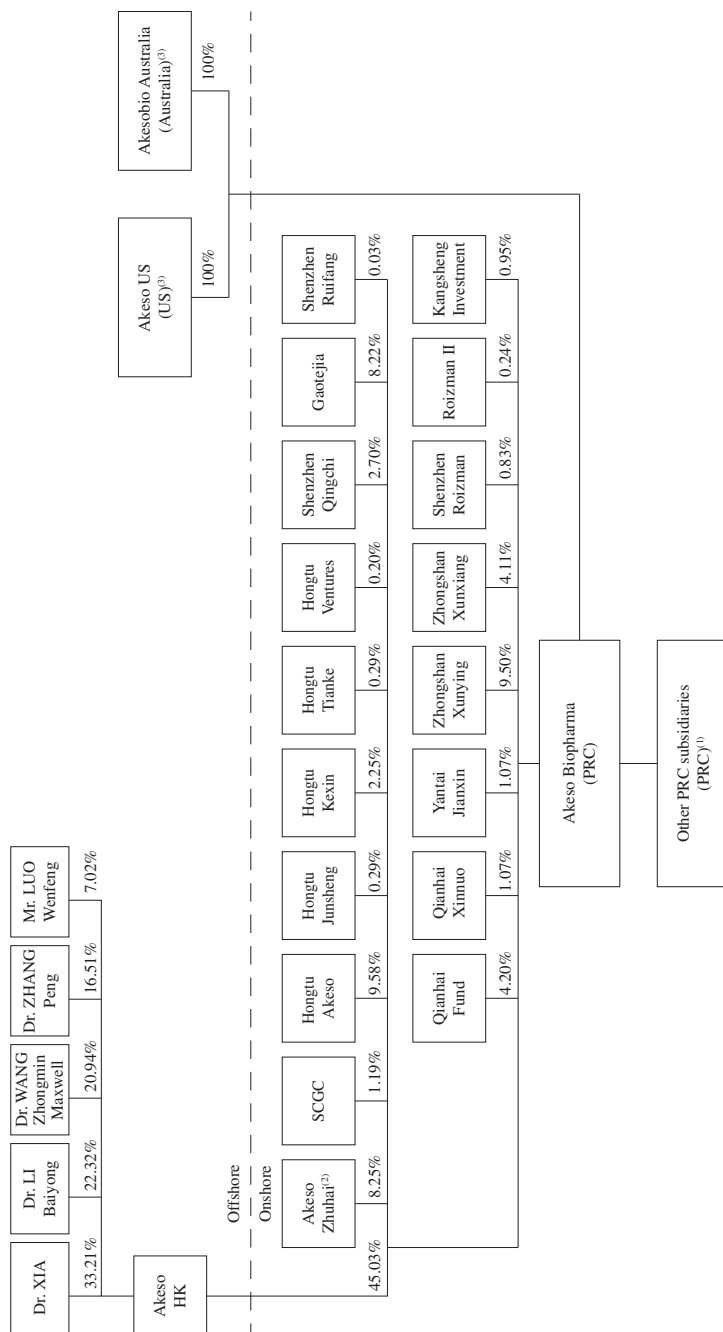 Dr. XIA
Dr. LI
Baiyong
Dr. WANG
Zhongmin
Maxwell
Dr. ZHANG
Peng
Mr. LUO
Wenfeng
33.21%
22.32%
20.94%
16.51%
7.02%
Akeso
HK
Akeso US
(US)(3)
Akesobio Australia
(Australia)(3)
100%
100%
Offshore
Onshore
Akeso
Zhuhai(2)
SCGC
Hongtu
Akeso
Hongtu
Junsheng
Hongtu
Kexin
Hongtu
Tianke
Hongtu
Ventures
Shenzhen
Qingchi
Gaotejia
Shenzhen
Ruifang
45.03%
8.25%
1.19%
9.58%
0.29%
2.25%
0.29%
0.20%
2.70%
8.22%
0.03%
Qianhai
Fund
Qianhai
Xinnuo
Yantai
Jianxin
Zhongshan
Xunying
Zhongshan
Xunxiang
Shenzhen
Roizman
Roizman II
Kangsheng
Investment
4.20%
1.07%
1.07%
9.50%
4.11%
0.83%
0.24%
0.95%
Akeso Biopharma
(PRC)
Other PRC subsidiaries
(PRC)(1)